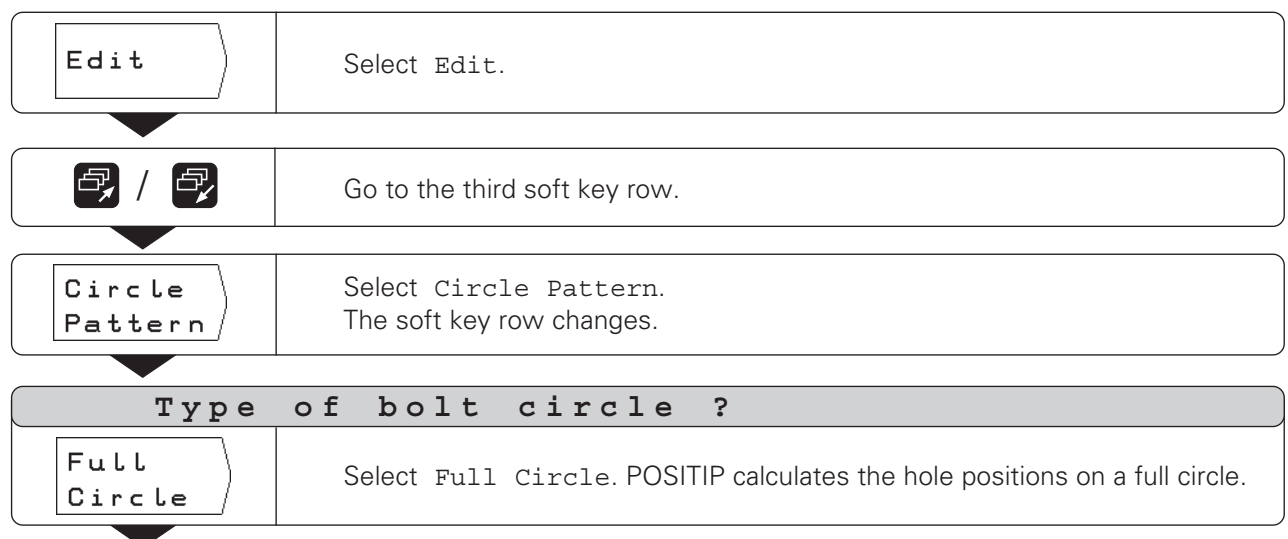 Edit
Select Edit.
/
Go to the third soft key row.
Circle
Pattern
Select Circle Pattern.
The soft key row changes.
Type of bolt circle ?
Full
Circle
Select Full Circle. POSITIP calculates the hole positions on a full circle.